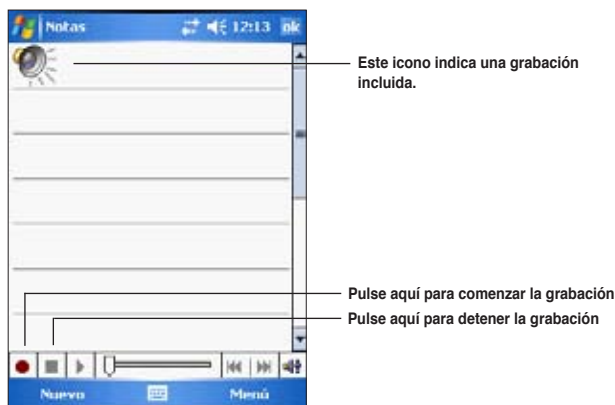 Notas 12:13 ok
Este icono indica una grabación
incluida.
Pulse aquí para comenzar la grabación
Pulse aquí para detener la grabación
Nuevo Menú